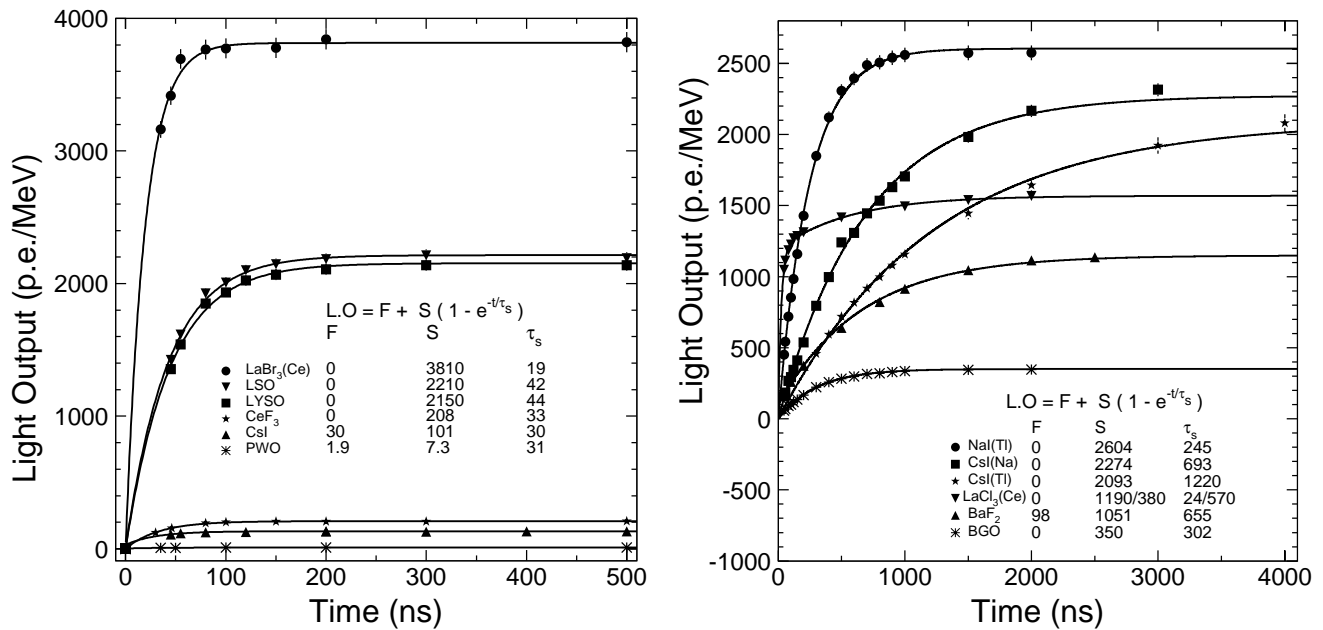 Light Output (p.e./MeV)
4000
3000
2000
1000
0
L.O = F + S ( 1 - e^-t/τs )
F S τs
LaBr3(Ce) 0 3810 19
LSO 0 2210 42
LYSO 0 2150 44
CeF3 0 208 33
CsI 30 101 30
PWO 1.9 7.3 31
0 100 200 300 400 500
Time (ns)
Light Output (p.e./MeV)
2500
2000
1500
1000
500
0
-500
-1000
L.O = F + S ( 1 - e^-t/τs )
F S τs
NaI(Tl) 0 2604 245
CsI(Na) 0 2274 693
CsI(Tl) 0 2093 1220
LaCl3(Ce) 0 1190/380 24/570
BaF2 98 1051 655
BGO 0 350 302
0 1000 2000 3000 4000
Time (ns)